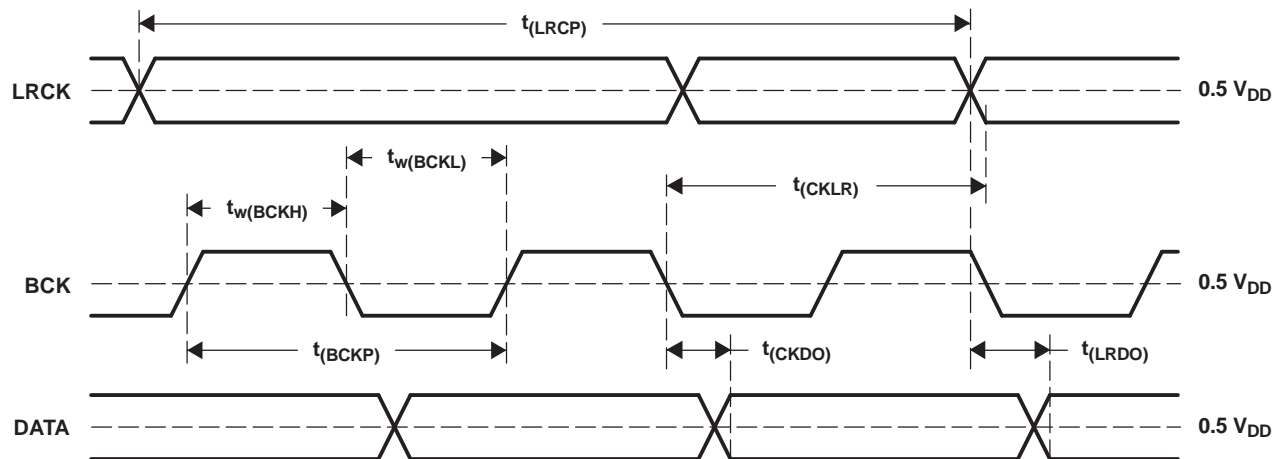 t(LRCP)
LRCK
0.5 VDD
tw(BCKL)
t(CKLR)
tw(BCKH)
BCK
0.5 VDD
t(BCKP)
t(CKDO)
t(LRDO)
DATA
0.5 VDD